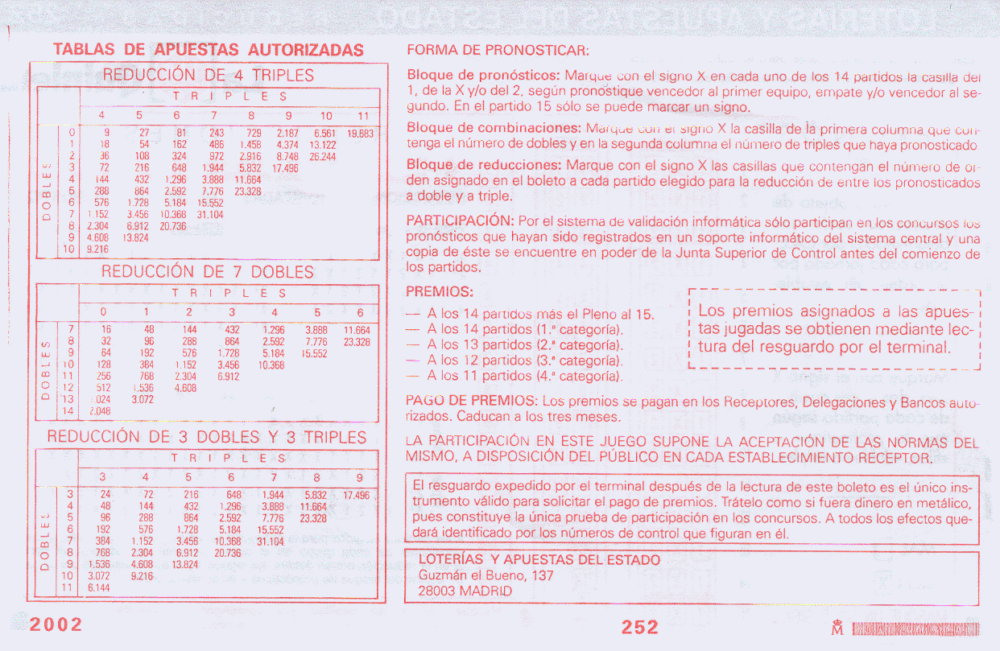 TABLAS DE APUESTAS AUTORIZADAS
REDUCCIÓN DE 4 TRIPLES
TRIPLES
4 5 6 7 8 9 10 11
DOBLES
0 9 27 81 243 729 2.187 6.561 19.683
1 18 54 162 486 1.458 4.374 13.122
2 36 108 324 972 2.916 8.748 26.244
3 72 216 648 1.944 5.832 17.496
4 144 432 1.296 3.888 11.664
5 288 864 2.592 7.776 23.328
6 576 1.728 5.184 15.552
7 1.152 3.456 10.368 31.104
8 2.304 6.912 20.736
9 4.608 13.824
10 9.216
REDUCCIÓN DE 7 DOBLES
TRIPLES
0 1 2 3 4 5 6
DOBLES
7 16 48 144 432 1.296 3.888 11.664
8 32 96 288 864 2.592 7.776 23.328
9 64 192 576 1.728 5.184 15.552
10 128 384 1.152 3.456 10.368
11 256 768 2.304 6.912
12 512 1.536 4.608
13 1.024 3.072
14 2.048
REDUCCIÓN DE 3 DOBLES Y 3 TRIPLES
TRIPLES
3 4 5 6 7 8 9
DOBLES
3 24 72 216 648 1.944 5.832 17.496
4 48 144 432 1.296 3.888 11.664
5 96 288 864 2.592 7.776 23.328
6 192 576 1.728 5.184 15.552
7 384 1.152 3.456 10.368 31.104
8 768 2.304 6.912 20.736
9 1.536 4.608 13.824
10 3.072 9.216
11 6.144
FORMA DE PRONOSTICAR:
Bloque de pronósticos: Marque con el signo X en cada uno de los 14 partidos la casilla del
1, de la X y/o del 2, según pronostique vencedor al primer equipo, empate y/o vencedor al se-
gundo. En el partido 15 sólo se puede marcar un signo.
Bloque de combinaciones: Marque con el signo X la casilla de la primera columna que con-
tenga el número de dobles y en la segunda columna el número de triples que haya pronosticado
Bloque de reducciones: Marque con el signo X las casillas que contengan el número de or-
den asignado en el boleto a cada partido elegido para la reducción de entre los pronosticados
a doble y a triple.
PARTICIPACIÓN: Por el sistema de validación informática sólo participan en los concursos los
pronósticos que hayan sido registrados en un soporte informático del sistema central y una
copia de éste se encuentre en poder de la Junta Superior de Control antes del comienzo de
los partidos.
PREMIOS:
— A los 14 partidos más el Pleno al 15.
— A los 14 partidos (1.ª categoría).
— A los 13 partidos (2.ª categoría).
— A los 12 partidos (3.ª categoría).
— A los 11 partidos (4.ª categoría).
Los premios asignados a las apues-
tas jugadas se obtienen mediante lec-
tura del resguardo por el terminal.
PAGO DE PREMIOS: Los premios se pagan en los Receptores, Delegaciones y Bancos auto-
rizados. Caducan a los tres meses.
LA PARTICIPACIÓN EN ESTE JUEGO SUPONE LA ACEPTACIÓN DE LAS NORMAS DEL
MISMO, A DISPOSICIÓN DEL PÚBLICO EN CADA ESTABLECIMIENTO RECEPTOR.
El resguardo expedido por el terminal después de la lectura de este boleto es el único ins-
trumento válido para solicitar el pago de premios. Trátelo como si fuera dinero en metálico,
pues constituye la única prueba de participación en los concursos. A todos los efectos que-
dará identificado por los números de control que figuran en él.
LOTERÍAS Y APUESTAS DEL ESTADO
Guzmán el Bueno, 137
28003 MADRID
2002
252
M